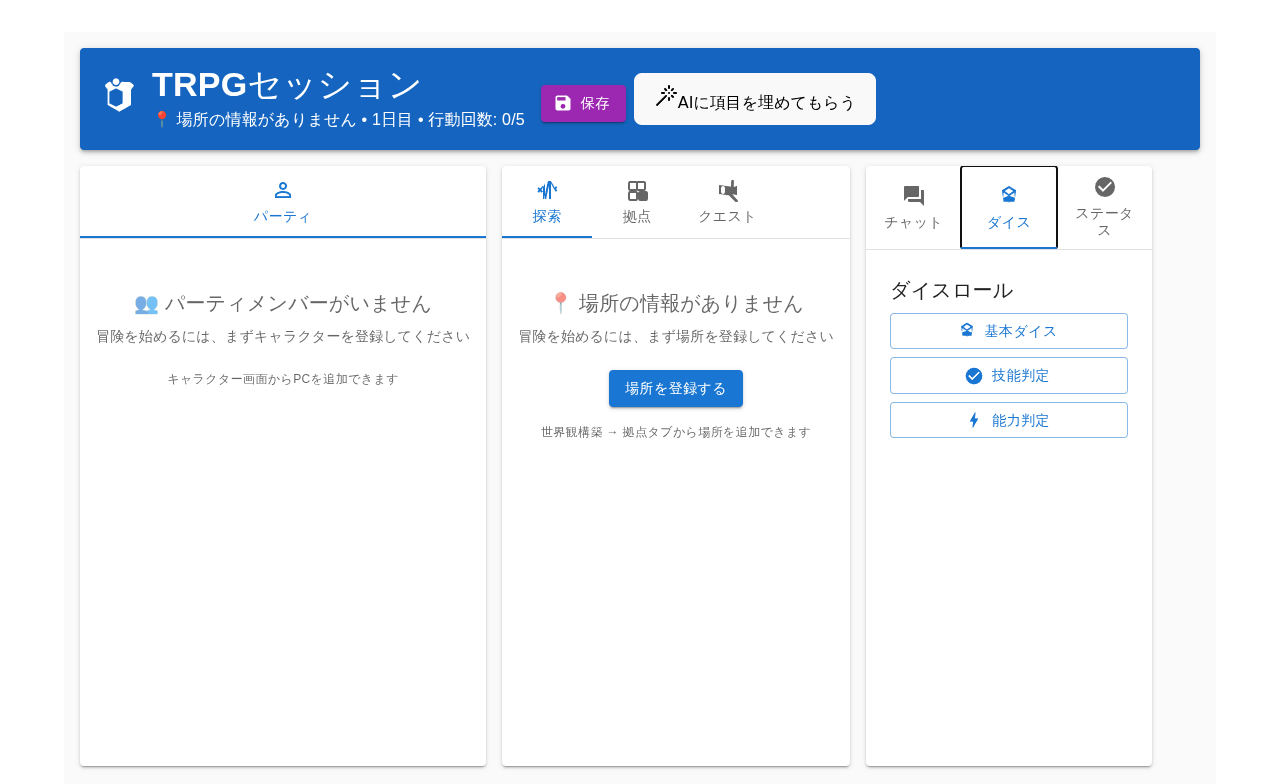 TRPGセッション
📍 場所の情報がありません • 1日目 • 行動回数: 0/5
保存
AIに項目を埋めてもらう
パーティ
👥 パーティメンバーがいません
冒険を始めるには、まずキャラクターを登録してください
キャラクター画面からPCを追加できます
探索
拠点
クエスト
📍 場所の情報がありません
冒険を始めるには、まず場所を登録してください
場所を登録する
世界観構築 → 拠点タブから場所を追加できます
チャット
ダイス
ステータ
ス
ダイスロール
基本ダイス
技能判定
能力判定